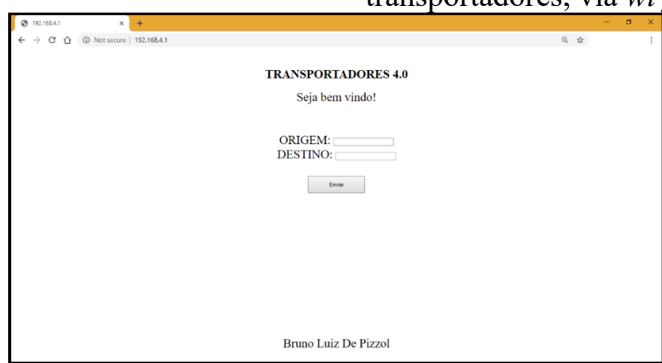 transportadores, via
192.168.4.1
Not secure | 192.168.4.1
TRANSPORTADORES 4.0
Seja bem vindo!
ORIGEM:
DESTINO:
Enviar
Bruno Luiz De Pizzol